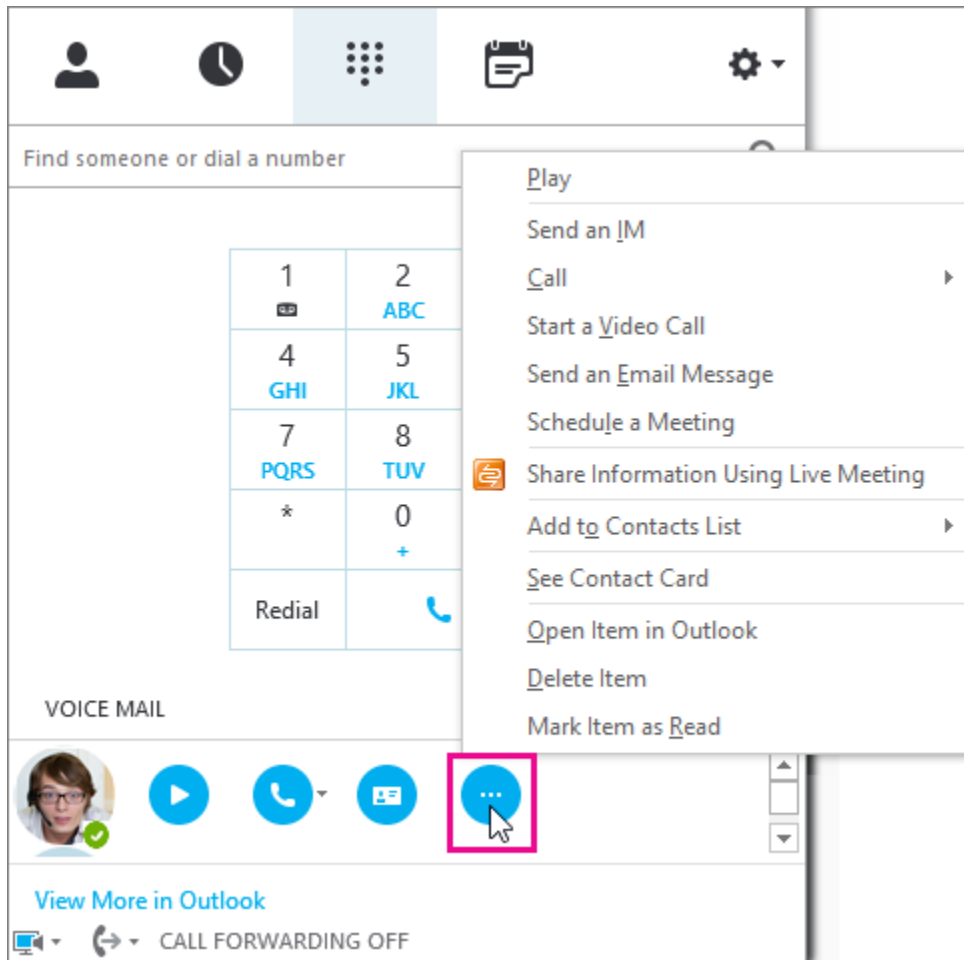 Find someone or dial a number
Play
Send an IM
Call
Start a Video Call
Send an Email Message
Schedule a Meeting
Share Information Using Live Meeting
Add to Contacts List
See Contact Card
Open Item in Outlook
Delete Item
Mark Item as Read
1 2
ABC
4 5
GHI JKL
7 8
PQRS TUV
* 0
+
Redial
VOICE MAIL
View More in Outlook
CALL FORWARDING OFF